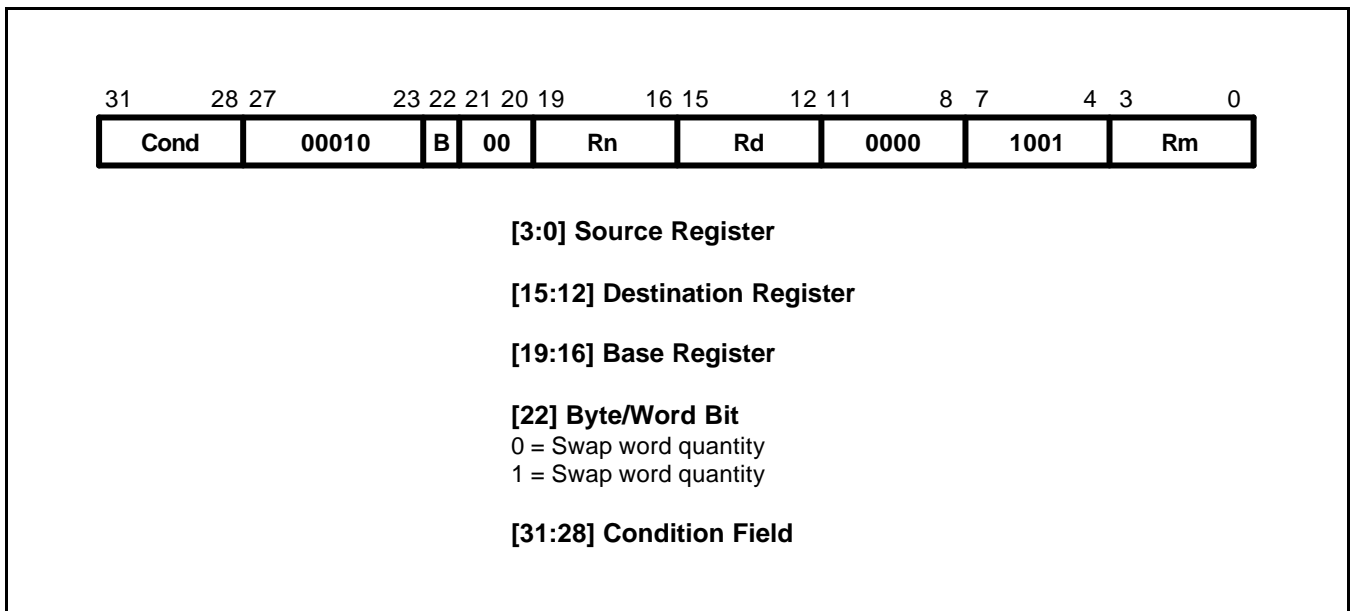 31 28 27 23 22 21 20 19 16 15 12 11 8 7 4 3 0
Cond 00010 B 00 Rn Rd 0000 1001 Rm
[3:0] Source Register
[15:12] Destination Register
[19:16] Base Register
[22] Byte/Word Bit
0 = Swap word quantity
1 = Swap word quantity
[31:28] Condition Field